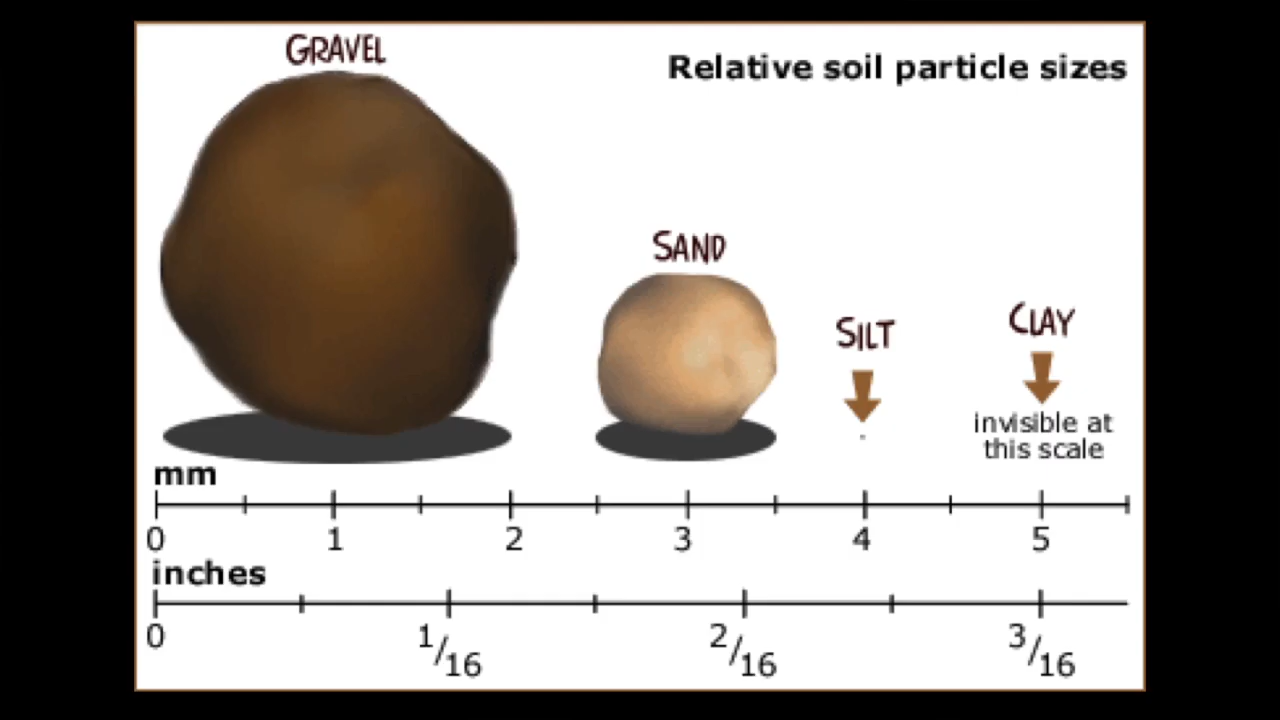 GRAVEL
Relative soil particle sizes
SAND
SILT
CLAY
invisible at
this scale
mm
0 1 2 3 4 5
inches
0 1/16 2/16 3/16